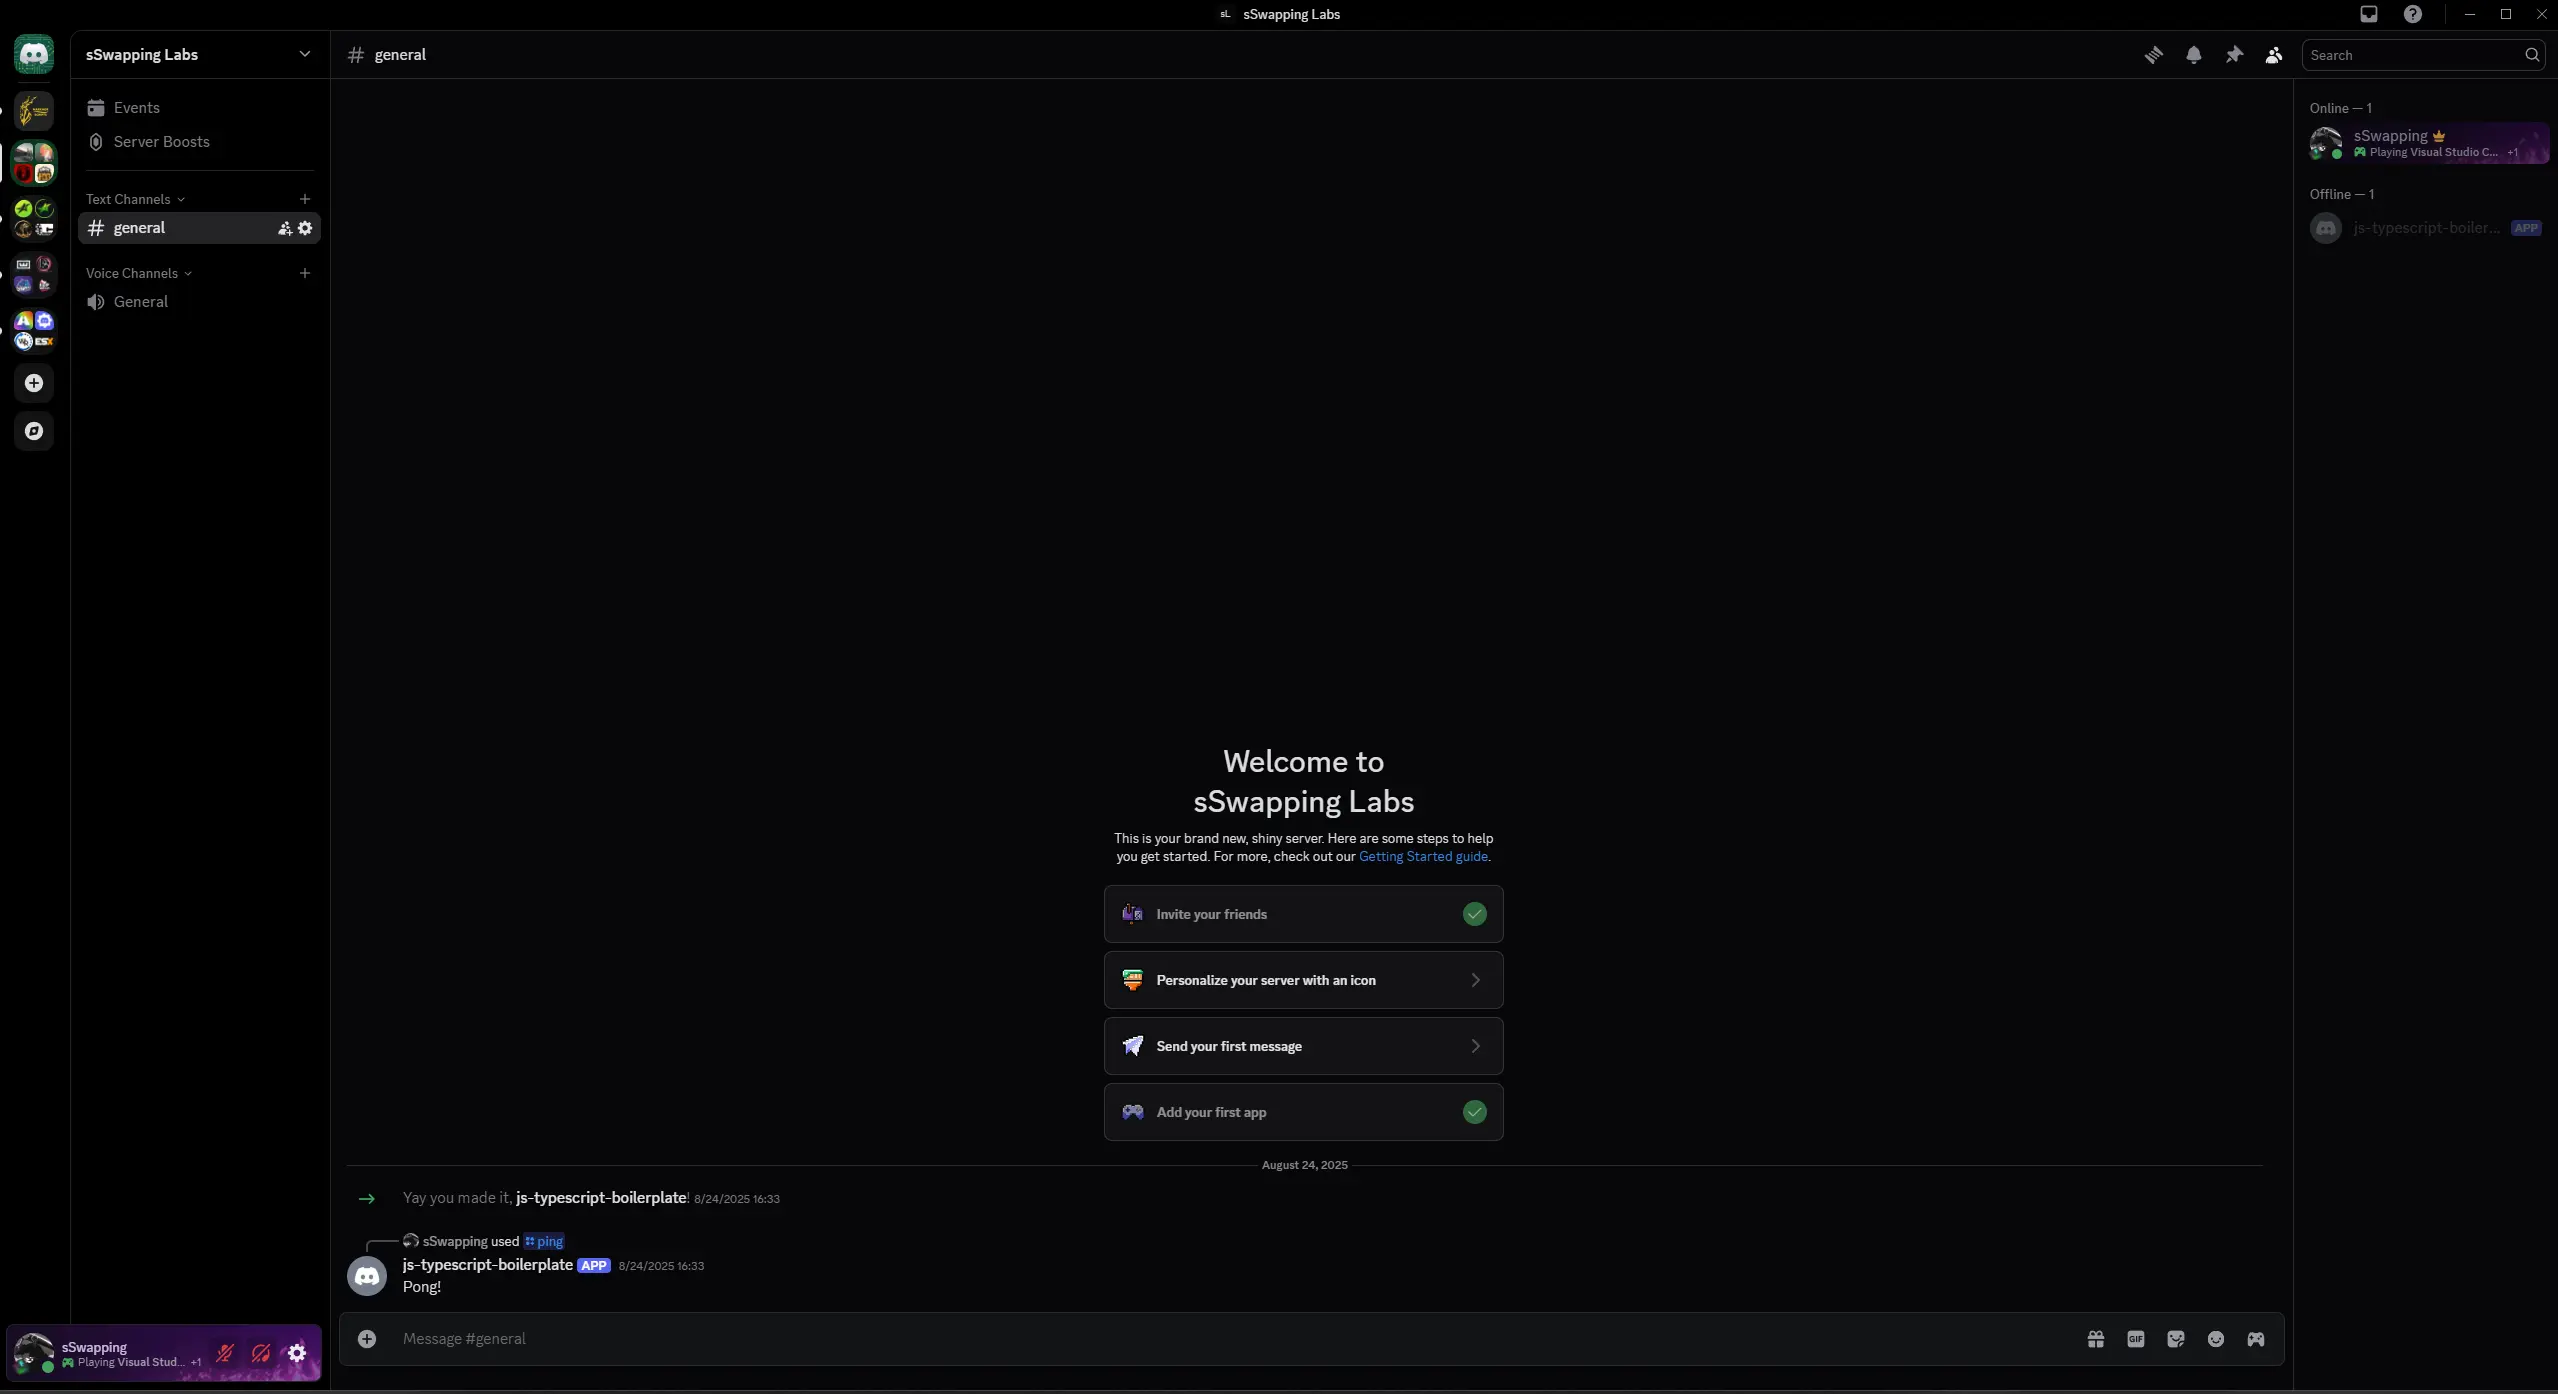 sL sSwapping Labs
sSwapping Labs
Events
Server Boosts
Text Channels
general
Voice Channels
General
sSwapping
Playing Visual Stud... +1
general
Search
Welcome to
sSwapping Labs
This is your brand new, shiny server. Here are some steps to help
you get started. For more, check out our Getting Started guide.
Invite your friends
Personalize your server with an icon
Send your first message
Add your first app
August 24, 2025
Yay you made it, js-typescript-boilerplate! 8/24/2025 16:33
sSwapping used ping
js-typescript-boilerplate APP 8/24/2025 16:33
Pong!
Message #general
GIF
Online — 1
sSwapping
Playing Visual Studio C... +1
Offline — 1
js-typescript-boiler... APP